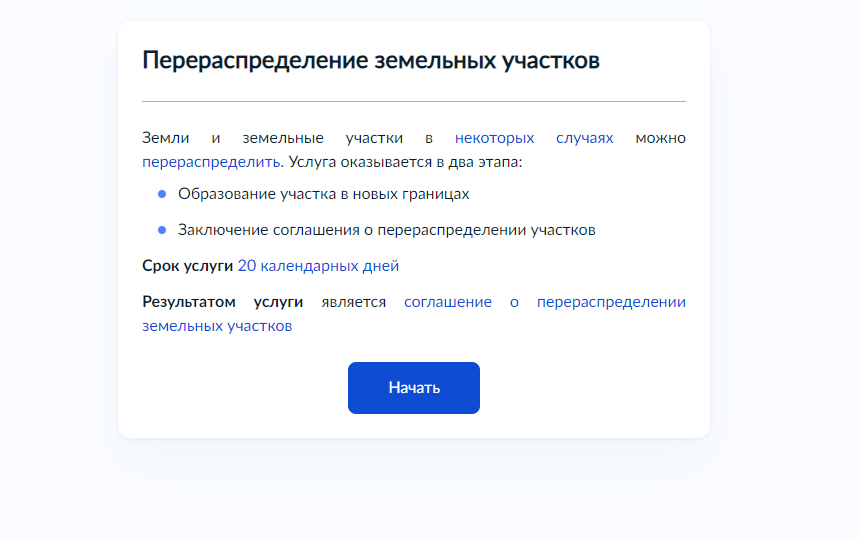 Перераспределение земельных участков
Земли и земельные участки в некоторых случаях можно
перераспределить. Услуга оказывается в два этапа:
Образование участка в новых границах
Заключение соглашения о перераспределении участков
Срок услуги 20 календарных дней
Результатом услуги является соглашение о перераспределении
земельных участков
Начать